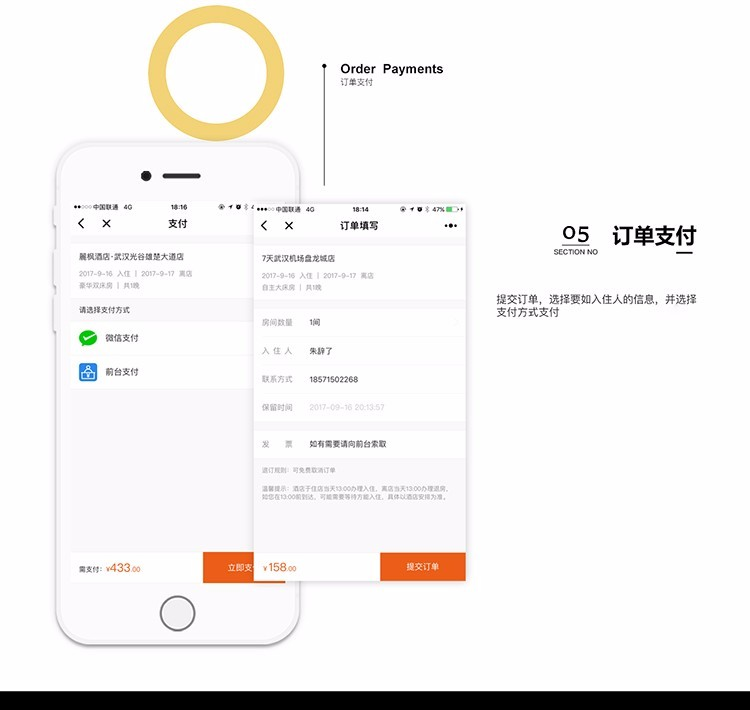 Order Payments
订单支付
05
SECTION NO
订单支付
提交订单，选择要如入住人的信息，并选择
支付方式支付
中国联通 4G 18:16
支付
麗枫酒店·武汉光谷雄楚大道店
2017-9-16 入住 | 2017-9-17 离店
豪华双床房 | 共1晚
请选择支付方式
微信支付
前台支付
需支付：¥433.00
立即支
中国联通 4G 18:14 47%
订单填写
7天武汉机场盘龙城店
2017-9-16 入住 | 2017-9-17 离店
自主大床房 | 共1晚
房间数量 1间
入住人 朱辞了
联系方式 18571502268
保留时间 2017-09-16 20:13:57
发票 如有需要请向前台索取
退订规则：可免费取消订单
温馨提示：酒店于住店当天13:00办理入住，离店当天13:00办理退房，
如您在13:00前到达，可能需要等待方能入住，具体以酒店安排为准。
¥158.00
提交订单